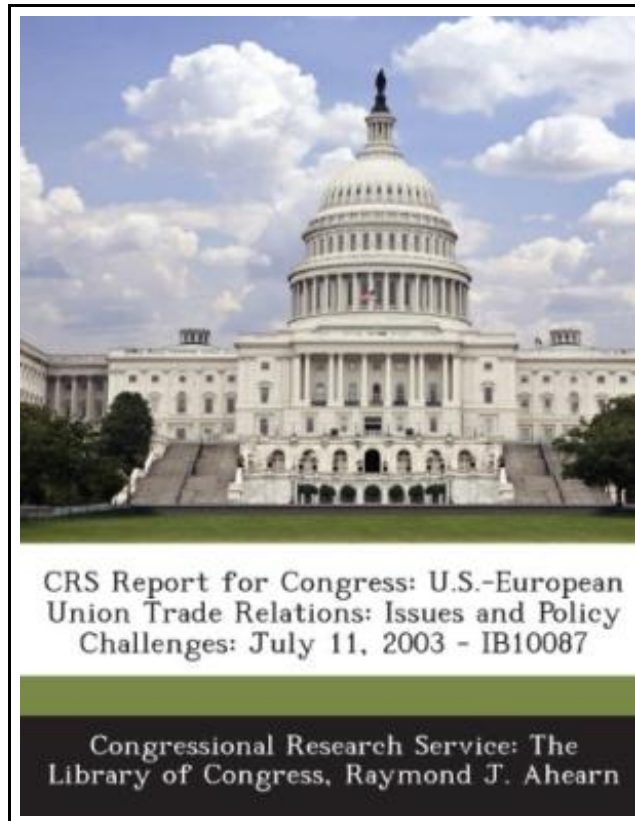 CRS Report for Congress: U.S.-European
Union Trade Relations: Issues and Policy
Challenges: July 11, 2003 - IB10087
Congressional Research Service: The
Library of Congress, Raymond J. Ahearn